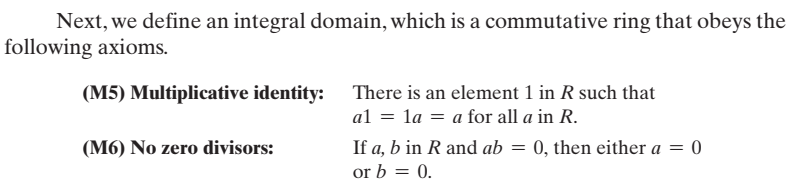 Next, we define an integral domain, which is a commutative ring that obeys the
following axioms.
(M5) Multiplicative identity: There is an element 1 in R such that
a1 = 1a = a for all a in R.
(M6) No zero divisors: If a, b in R and ab = 0, then either a = 0
or b = 0.